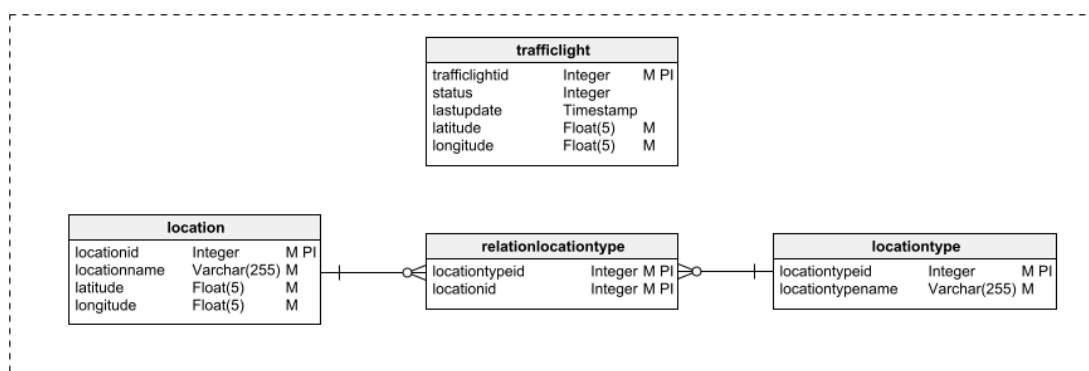 trafficlight
trafficlightid Integer M PI
status Integer
lastupdate Timestamp
latitude Float(5) M
longitude Float(5) M
location
locationid Integer M PI
locationname Varchar(255) M
latitude Float(5) M
longitude Float(5) M
relationlocationtype
locationtypeid Integer M PI
locationid Integer M PI
locationtype
locationtypeid Integer M PI
locationtypename Varchar(255) M